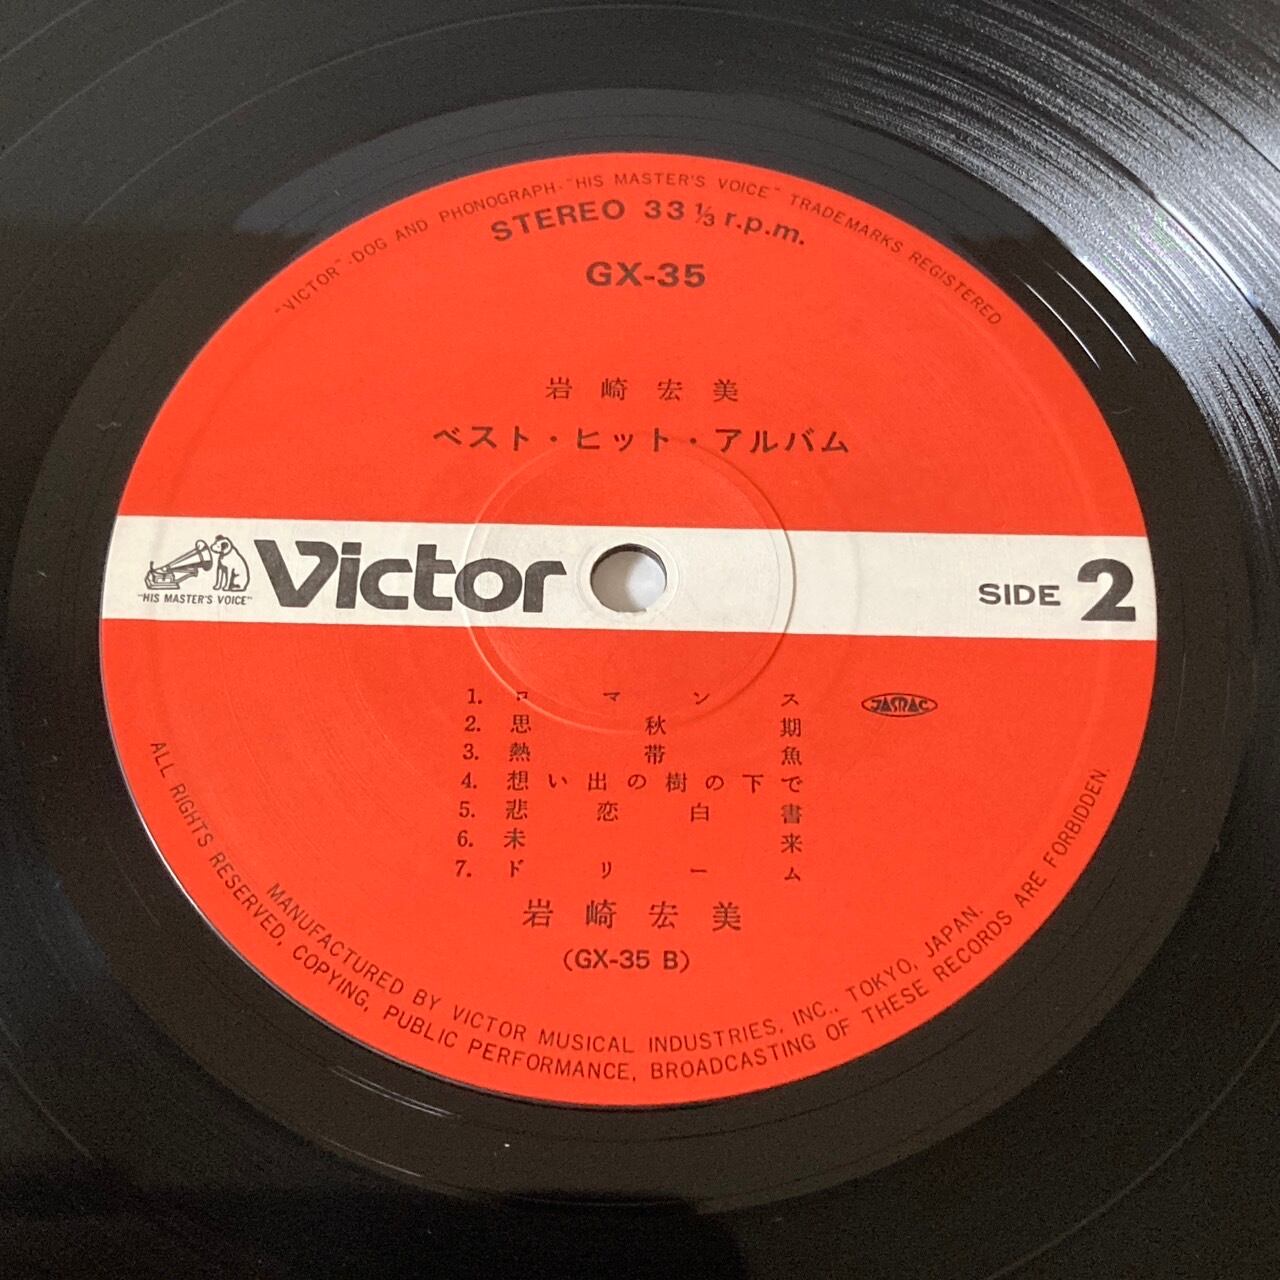 "VICTOR"·DOG AND PHONOGRAPH·"HIS MASTER'S VOICE" TRADEMARKS REGISTERED
STEREO 33 ⅓ r.p.m.
GX-35
岩崎宏美
ベスト・ヒット・アルバム
"HIS MASTER'S VOICE"
Victor
SIDE 2
1. ロマンス
JASRAC
2. 思秋期
3. 熱帯魚
4. 想い出の樹の下で
5. 悲恋白書
6. 未来
7. ドリーム
岩崎宏美
(GX-35 B)
MANUFACTURED BY VICTOR MUSICAL INDUSTRIES, INC., TOKYO, JAPAN.
ALL RIGHTS RESERVED, COPYING, PUBLIC PERFORMANCE, BROADCASTING OF THESE RECORDS ARE FORBIDDEN.